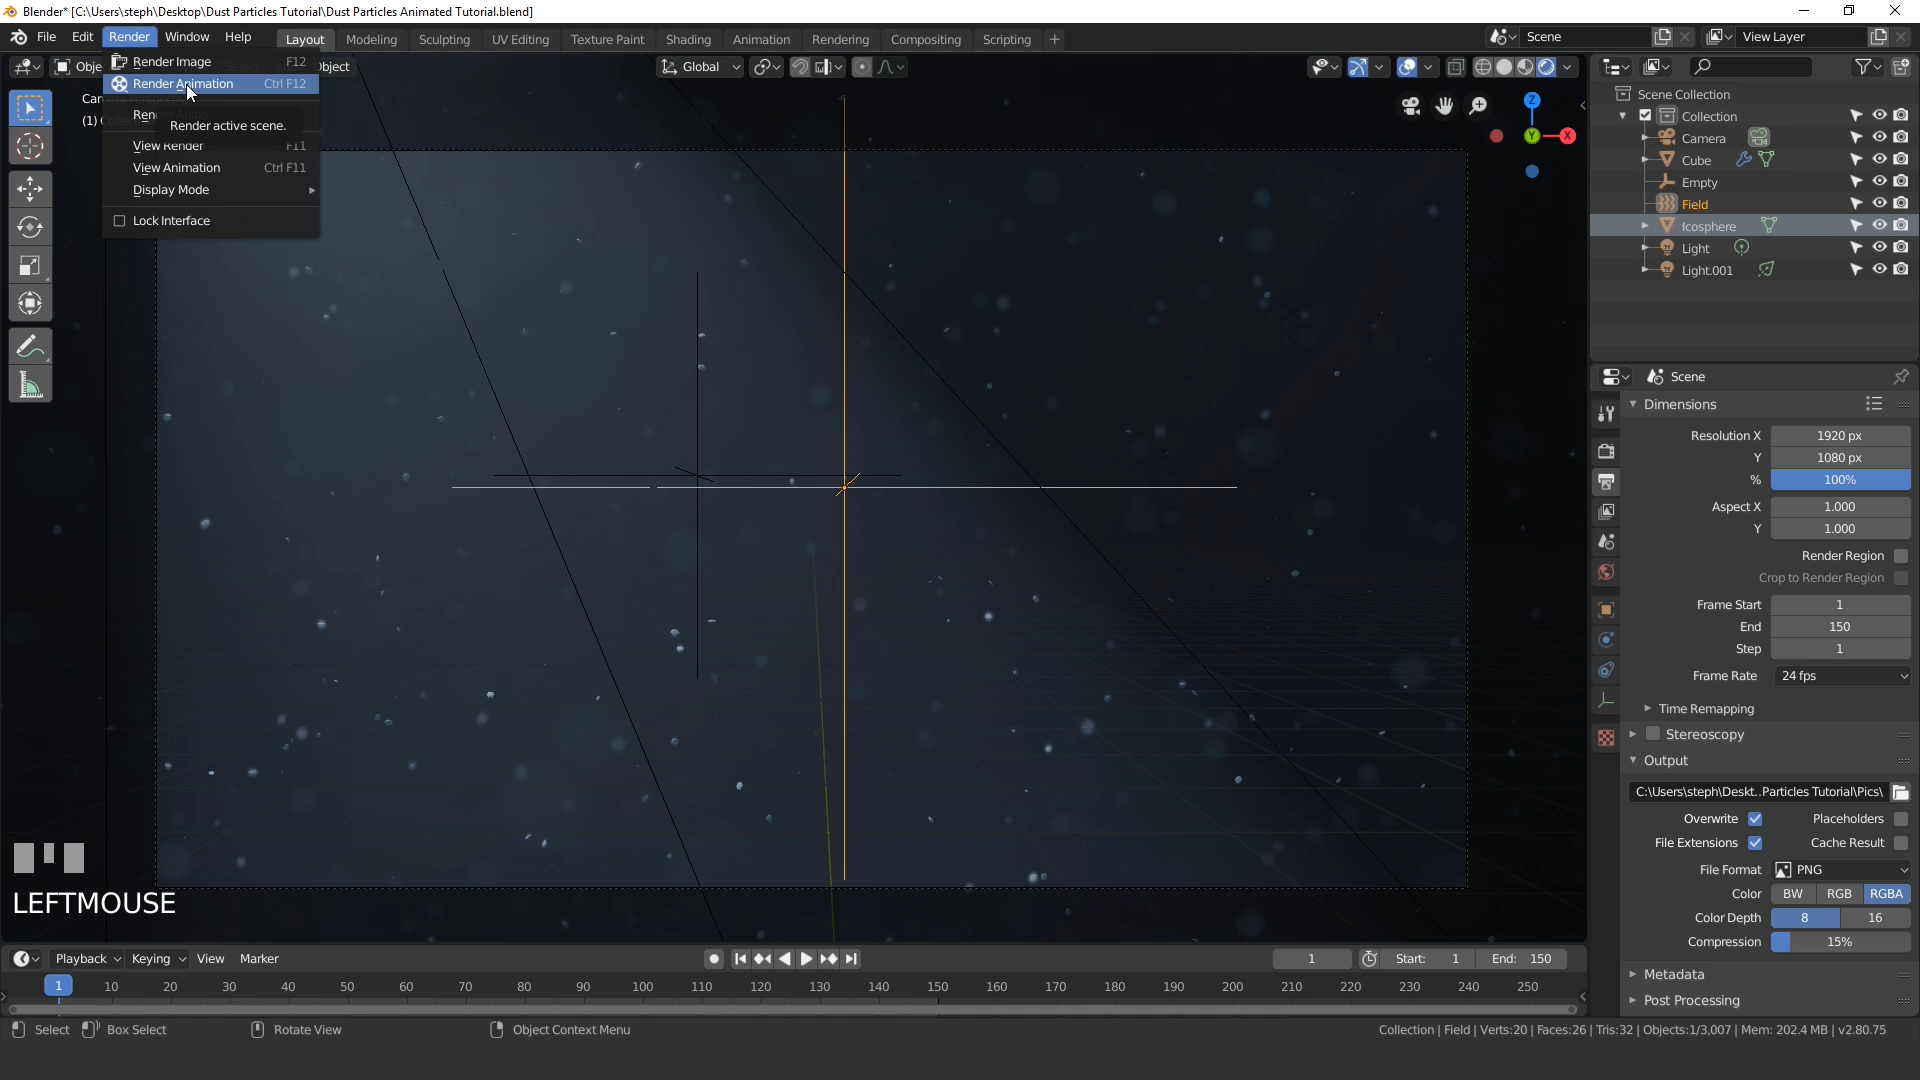 Blender* [C:\Users\steph\Desktop\Dust Particles Tutorial\Dust Particles Animated Tutorial.blend]
File Edit Render Window Help Layout Modeling Sculpting UV Editing Texture Paint Shading Animation Rendering Compositing Scripting + Scene View Layer
Render Image F12
Render Animation Ctrl F12
Render active scene.
View Render F11
View Animation Ctrl F11
Display Mode
Lock Interface
Object
Global
Z
Y
X
Scene Collection
Collection
Camera
Cube
Empty
Field
Icosphere
Light
Light.001
Scene
Dimensions
Resolution X 1920 px
Y 1080 px
% 100%
Aspect X 1.000
Y 1.000
Render Region
Crop to Render Region
Frame Start 1
End 150
Step 1
Frame Rate 24 fps
Time Remapping
Stereoscopy
Output
C:\Users\steph\Deskt..Particles Tutorial\Pics\
Overwrite Placeholders
File Extensions Cache Result
File Format PNG
Color BW RGB RGBA
Color Depth 8 16
Compression 15%
Metadata
Post Processing
LEFTMOUSE
Playback Keying View Marker 1 Start: 1 End: 150
1 10 20 30 40 50 60 70 80 90 100 110 120 130 140 150 160 170 180 190 200 210 220 230 240 250
Select Box Select Rotate View Object Context Menu Collection | Field | Verts:20 | Faces:26 | Tris:32 | Objects:1/3,007 | Mem: 202.4 MB | v2.80.75